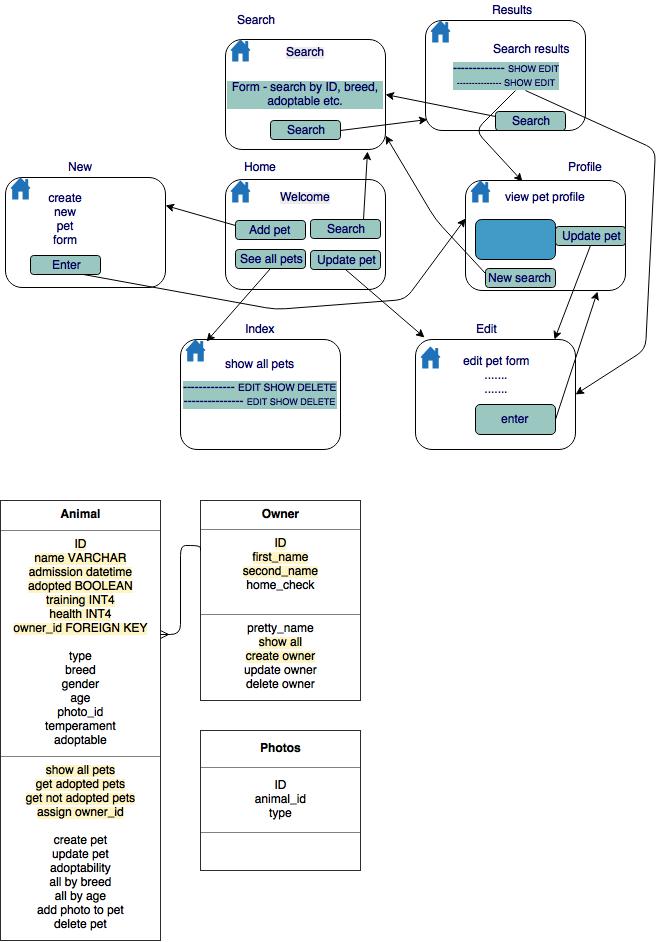 Search
Search
Form - search by ID, breed,
adoptable etc.
Search
Results
Search results
------------- SHOW EDIT
--------------- SHOW EDIT
Search
New
create
new
pet
form
Enter
Home
Welcome
Add pet
Search
See all pets
Update pet
Profile
view pet profile
Update pet
New search
Index
show all pets
------------- EDIT SHOW DELETE
--------------- EDIT SHOW DELETE
Edit
edit pet form
.......
.......
enter
Animal
ID
name VARCHAR
admission datetime
adopted BOOLEAN
training INT4
health INT4
owner_id FOREIGN KEY
type
breed
gender
age
photo_id
temperament
adoptable
show all pets
get adopted pets
get not adopted pets
assign owner_id
create pet
update pet
adoptability
all by breed
all by age
add photo to pet
delete pet
Owner
ID
first_name
second_name
home_check
pretty_name
show all
create owner
update owner
delete owner
Photos
ID
animal_id
type